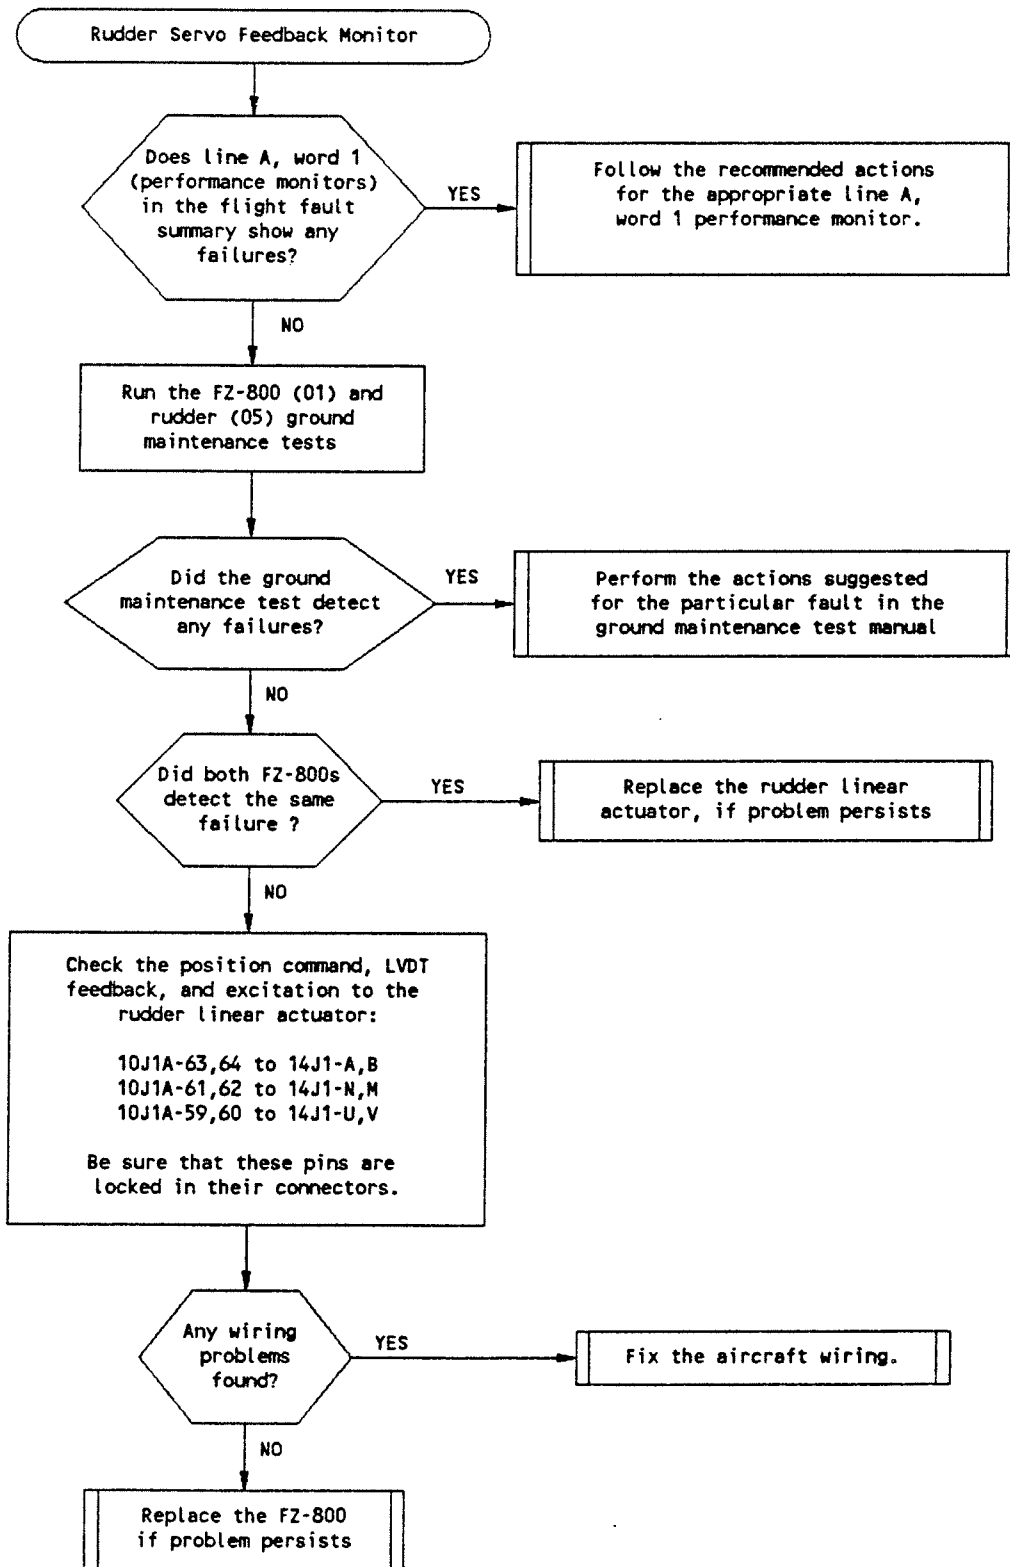 Rudder Servo Feedback Monitor
Does line A, word 1
(performance monitors)
in the flight fault
summary show any
failures?
YES
Follow the recommended actions
for the appropriate line A,
word 1 performance monitor.
NO
Run the FZ-800 (01) and
rudder (05) ground
maintenance tests
Did the ground
maintenance test detect
any failures?
YES
Perform the actions suggested
for the particular fault in the
ground maintenance test manual
NO
Did both FZ-800s
detect the same
failure ?
YES
Replace the rudder linear
actuator, if problem persists
NO
Check the position command, LVDT
feedback, and excitation to the
rudder linear actuator:
10J1A-63,64 to 14J1-A,B
10J1A-61,62 to 14J1-N,M
10J1A-59,60 to 14J1-U,V
Be sure that these pins are
locked in their connectors.
Any wiring
problems
found?
YES
Fix the aircraft wiring.
NO
Replace the FZ-800
if problem persists